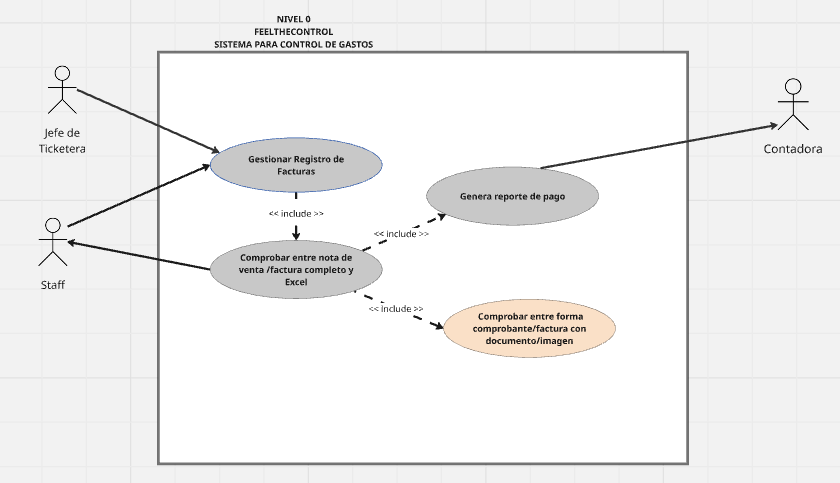 NIVEL 0
FEELTHECONTROL
SISTEMA PARA CONTROL DE GASTOS
Jefe de
Ticketera
Contadora
Gestionar Registro de
Facturas
Genera reporte de pago
<< include >>
<< include >>
Staff
Comprobar entre nota de
venta /factura completo y
Excel
<< include >>
Comprobar entre forma
comprobante/factura con
documento/imagen